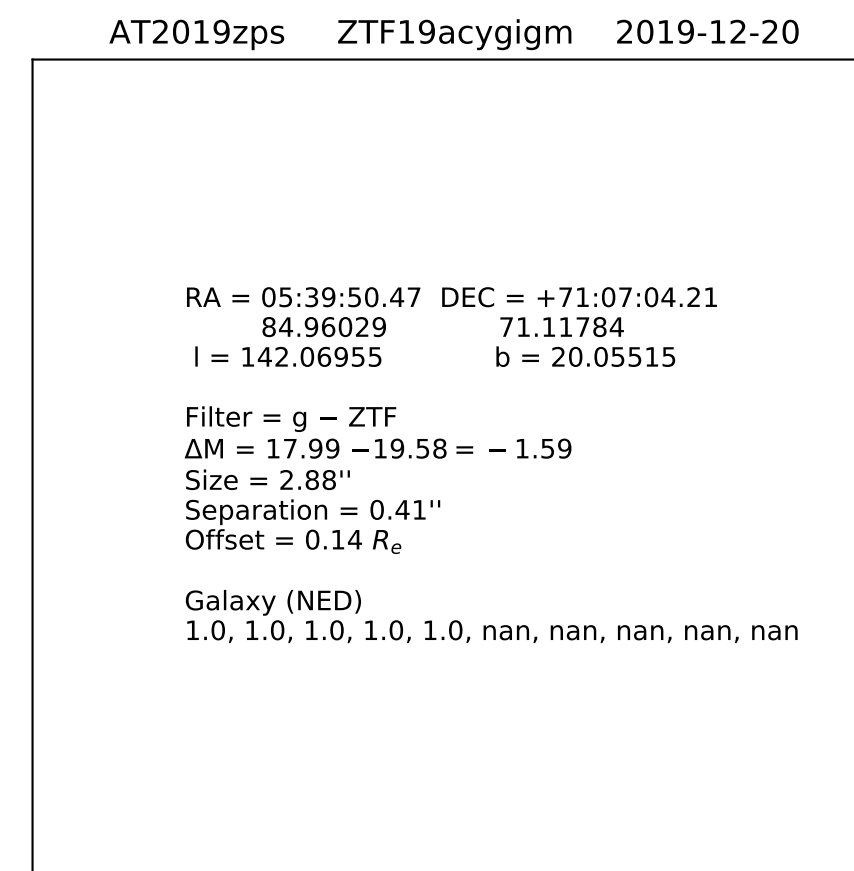 AT2019zps ZTF19acygigm 2019-12-20
RA = 05:39:50.47 DEC = +71:07:04.21
84.96029 71.11784
l = 142.06955 b = 20.05515
Filter = g − ZTF
ΔM = 17.99 −19.58 = − 1.59
Size = 2.88''
Separation = 0.41''
Offset = 0.14 Rₑ
Galaxy (NED)
1.0, 1.0, 1.0, 1.0, 1.0, nan, nan, nan, nan, nan